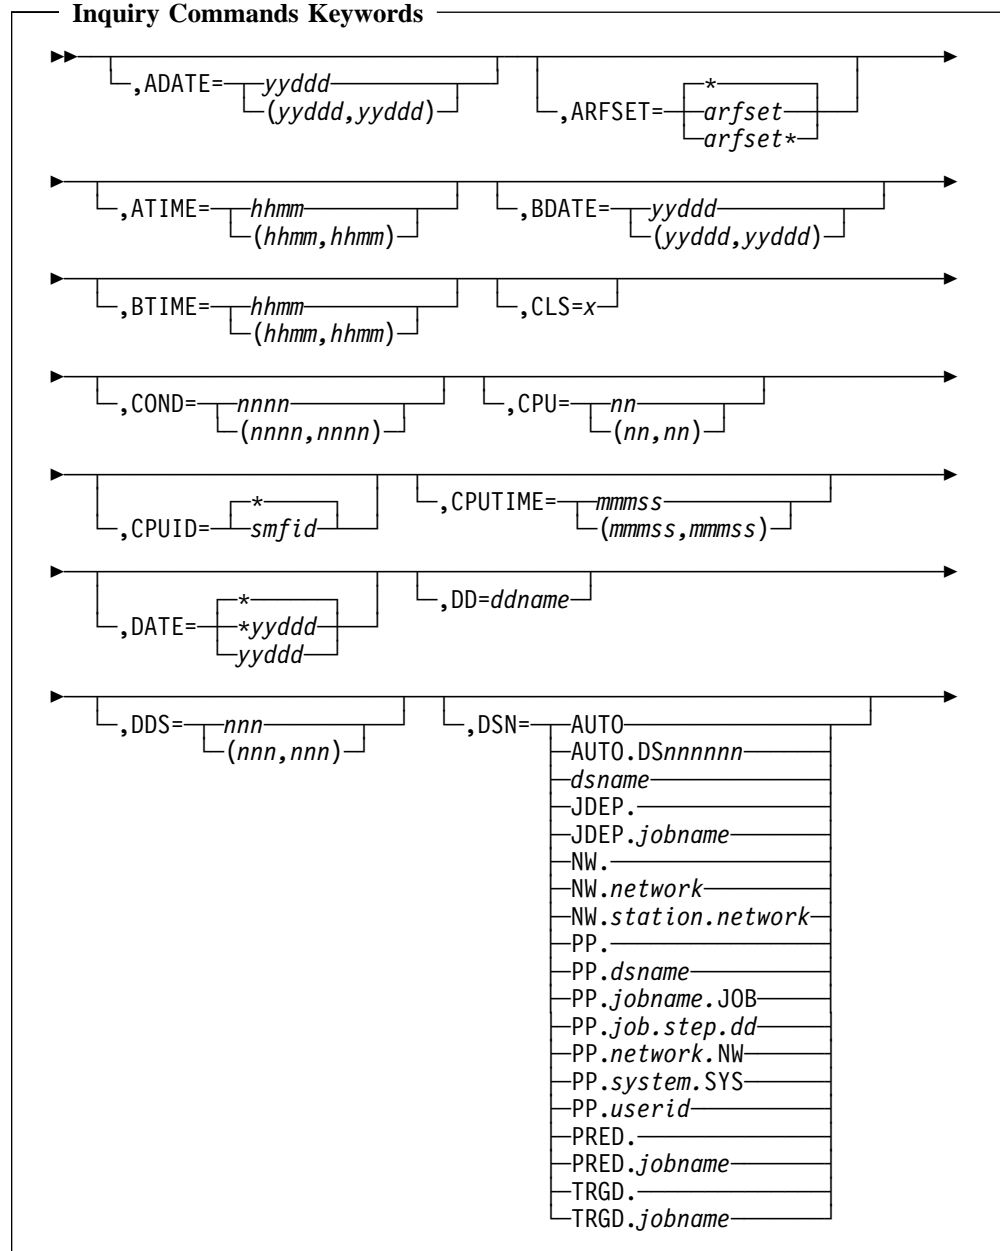 Inquiry Commands Keywords
,ADATE= yyddd ,ARFSET= *
(yyddd,yyddd) arfset
arfset*
,ATIME= hhmm ,BDATE= yyddd
(hhmm,hhmm) (yyddd,yyddd)
,BTIME= hhmm ,CLS=x
(hhmm,hhmm)
,COND= nnnn ,CPU= nn
(nnnn,nnnn) (nn,nn)
,CPUID= * ,CPUTIME= mmmss
smfid (mmmss,mmmss)
,DATE= * ,DD=ddname
*yyddd
yyddd
,DDS= nnn ,DSN= AUTO
(nnn,nnn) AUTO.DSnnnnnn
dsname
JDEP.
JDEP.jobname
NW.
NW.network
NW.station.network
PP.
PP.dsname
PP.jobname.JOB
PP.job.step.dd
PP.network.NW
PP.system.SYS
PP.userid
PRED.
PRED.jobname
TRGD.
TRGD.jobname